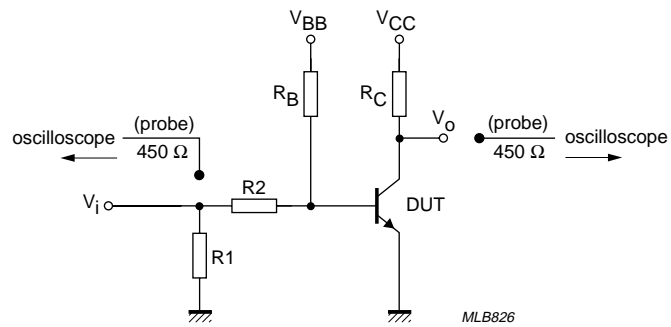 VBB
VCC
RB
RC
(probe)
oscilloscope
450 Ω
Vo
(probe)
oscilloscope
450 Ω
R2
Vi
DUT
R1
MLB826